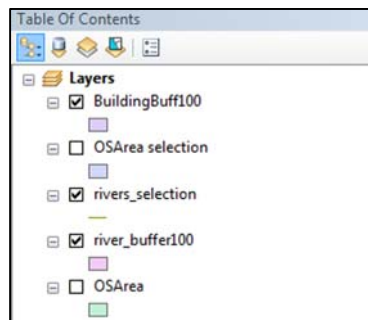 Table Of Contents
Layers
BuildingBuff100
OSArea selection
rivers_selection
river_buffer100
OSArea